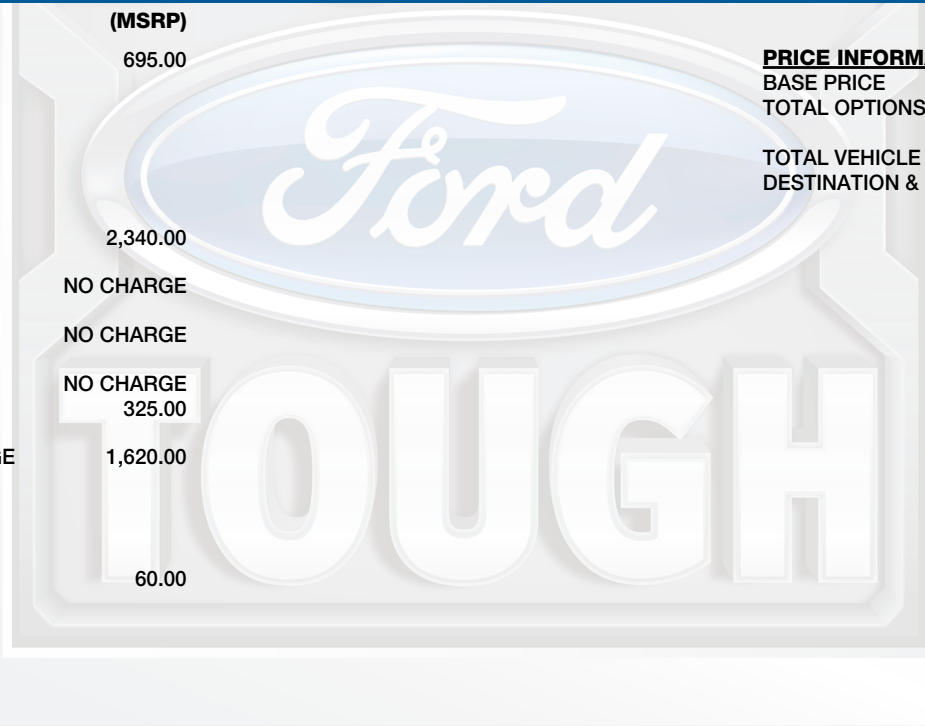 (MSRP)
695.00
2,340.00
NO CHARGE
NO CHARGE
NO CHARGE
325.00
1,620.00
60.00
PRICE INFORM
BASE PRICE
TOTAL OPTIONS
TOTAL VEHICLE
DESTINATION &
Ford
TOUGH